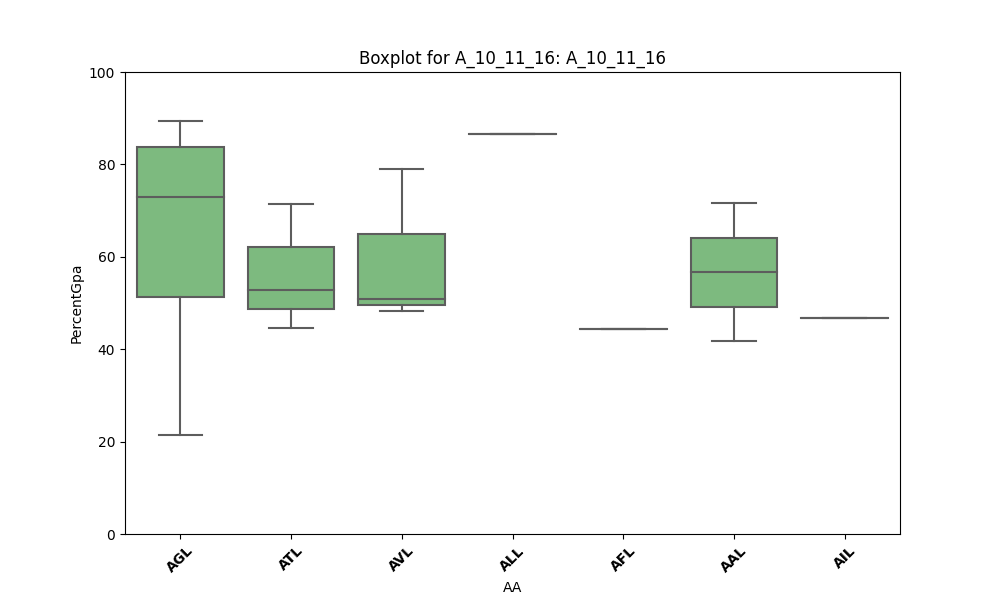 Boxplot for A_10_11_16: A_10_11_16
PercentGpa
100
80
60
40
20
0
AGL
ATL
AVL
ALL
AFL
AAL
AIL
AA